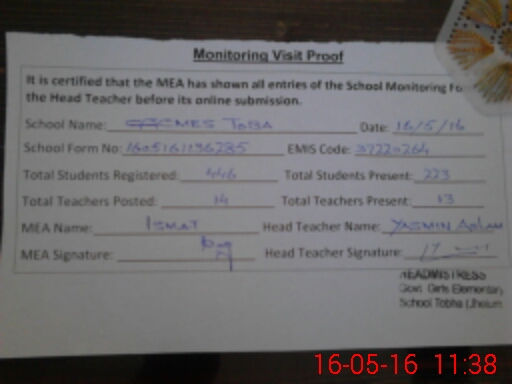 Monitoring Visit Proof
It is certified that the MEA has shown all entries of the School Monitoring Fo
the Head Teacher before its online submission.
School Name: GGCMES TOBA Date: 16/5/16
School Form No: 1605161136285 EMIS Code: 37220264
Total Students Registered: 446 Total Students Present: 223
Total Teachers Posted: 14 Total Teachers Present: 13
MEA Name: ISMAT Head Teacher Name: YASMIN Aslam
MEA Signature: Head Teacher Signature:
HEADMISTRESS
Govt Girls Elementary
School Tobha (Jhelum
16-05-16 11:38